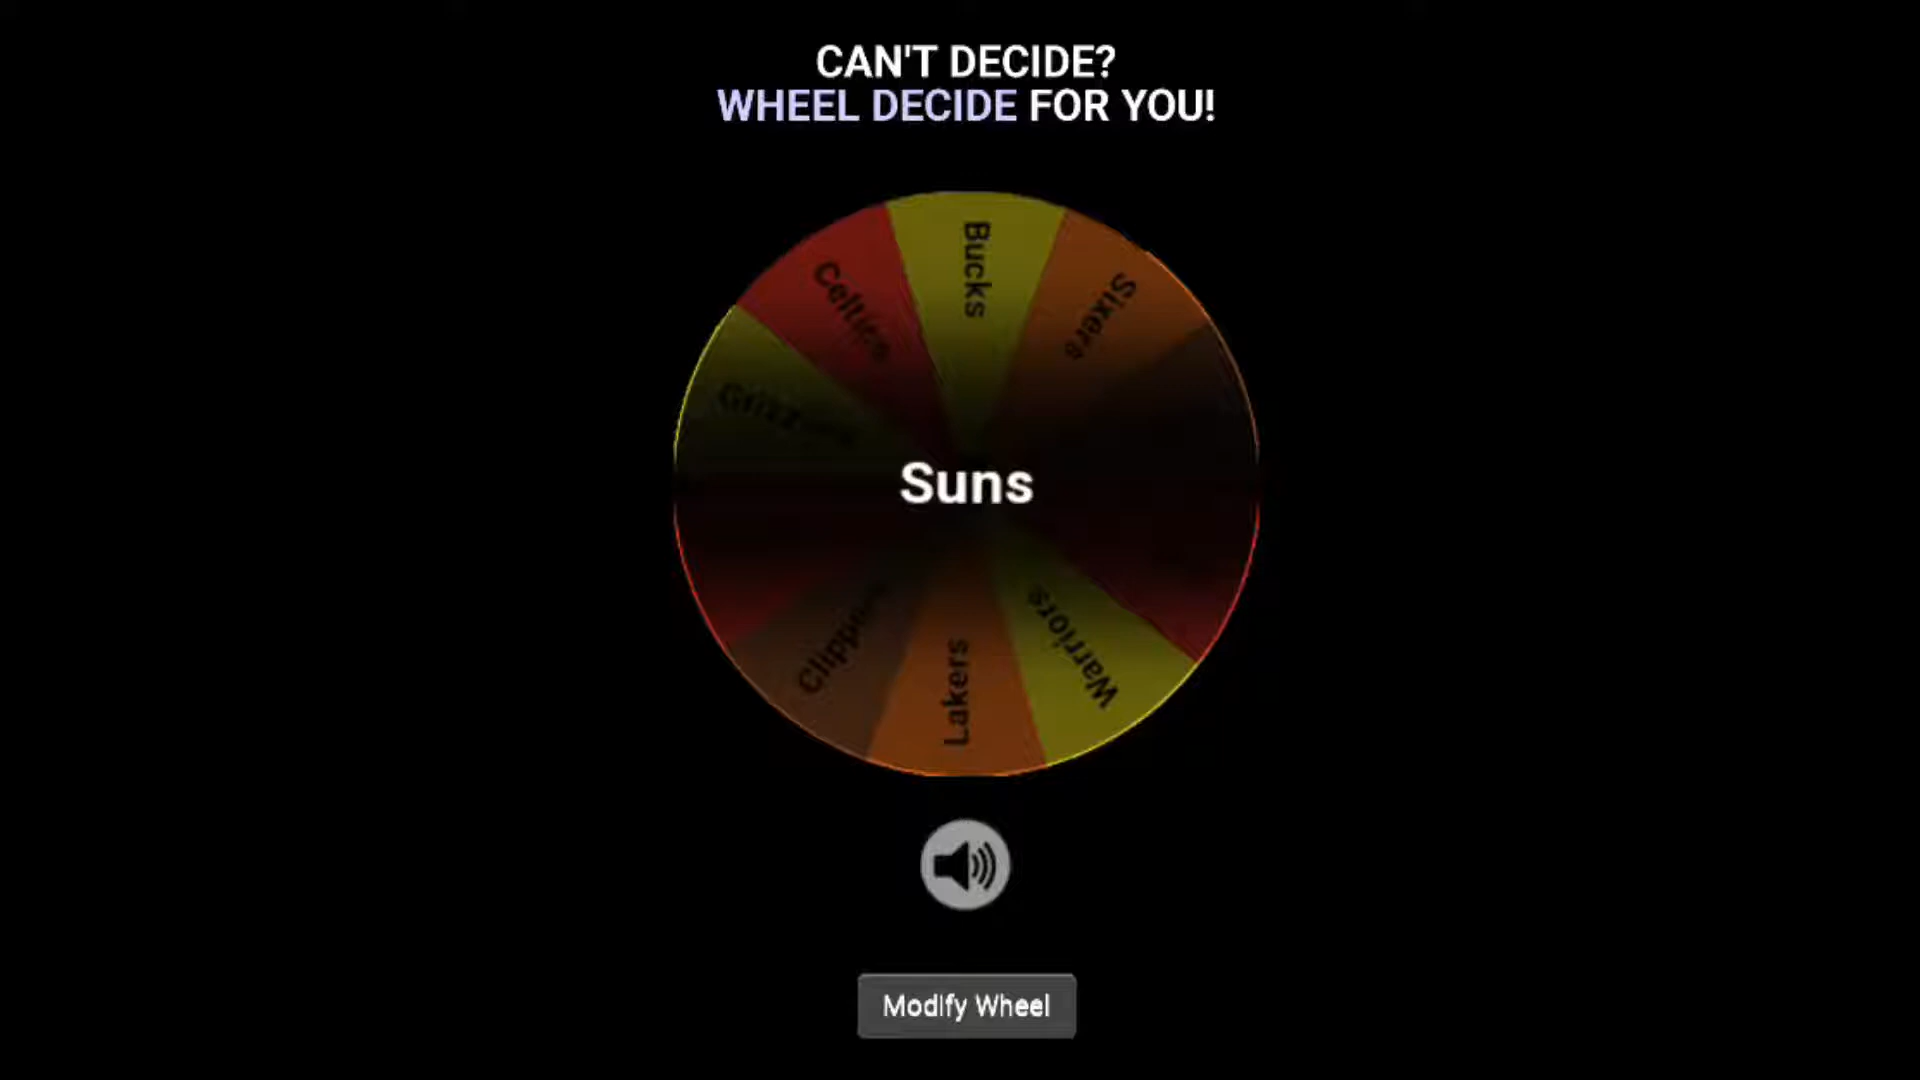 CAN'T DECIDE?
WHEEL DECIDE FOR YOU!
Bucks
Sixers
Celtics
Suns
Warriors
Lakers
Modify Wheel